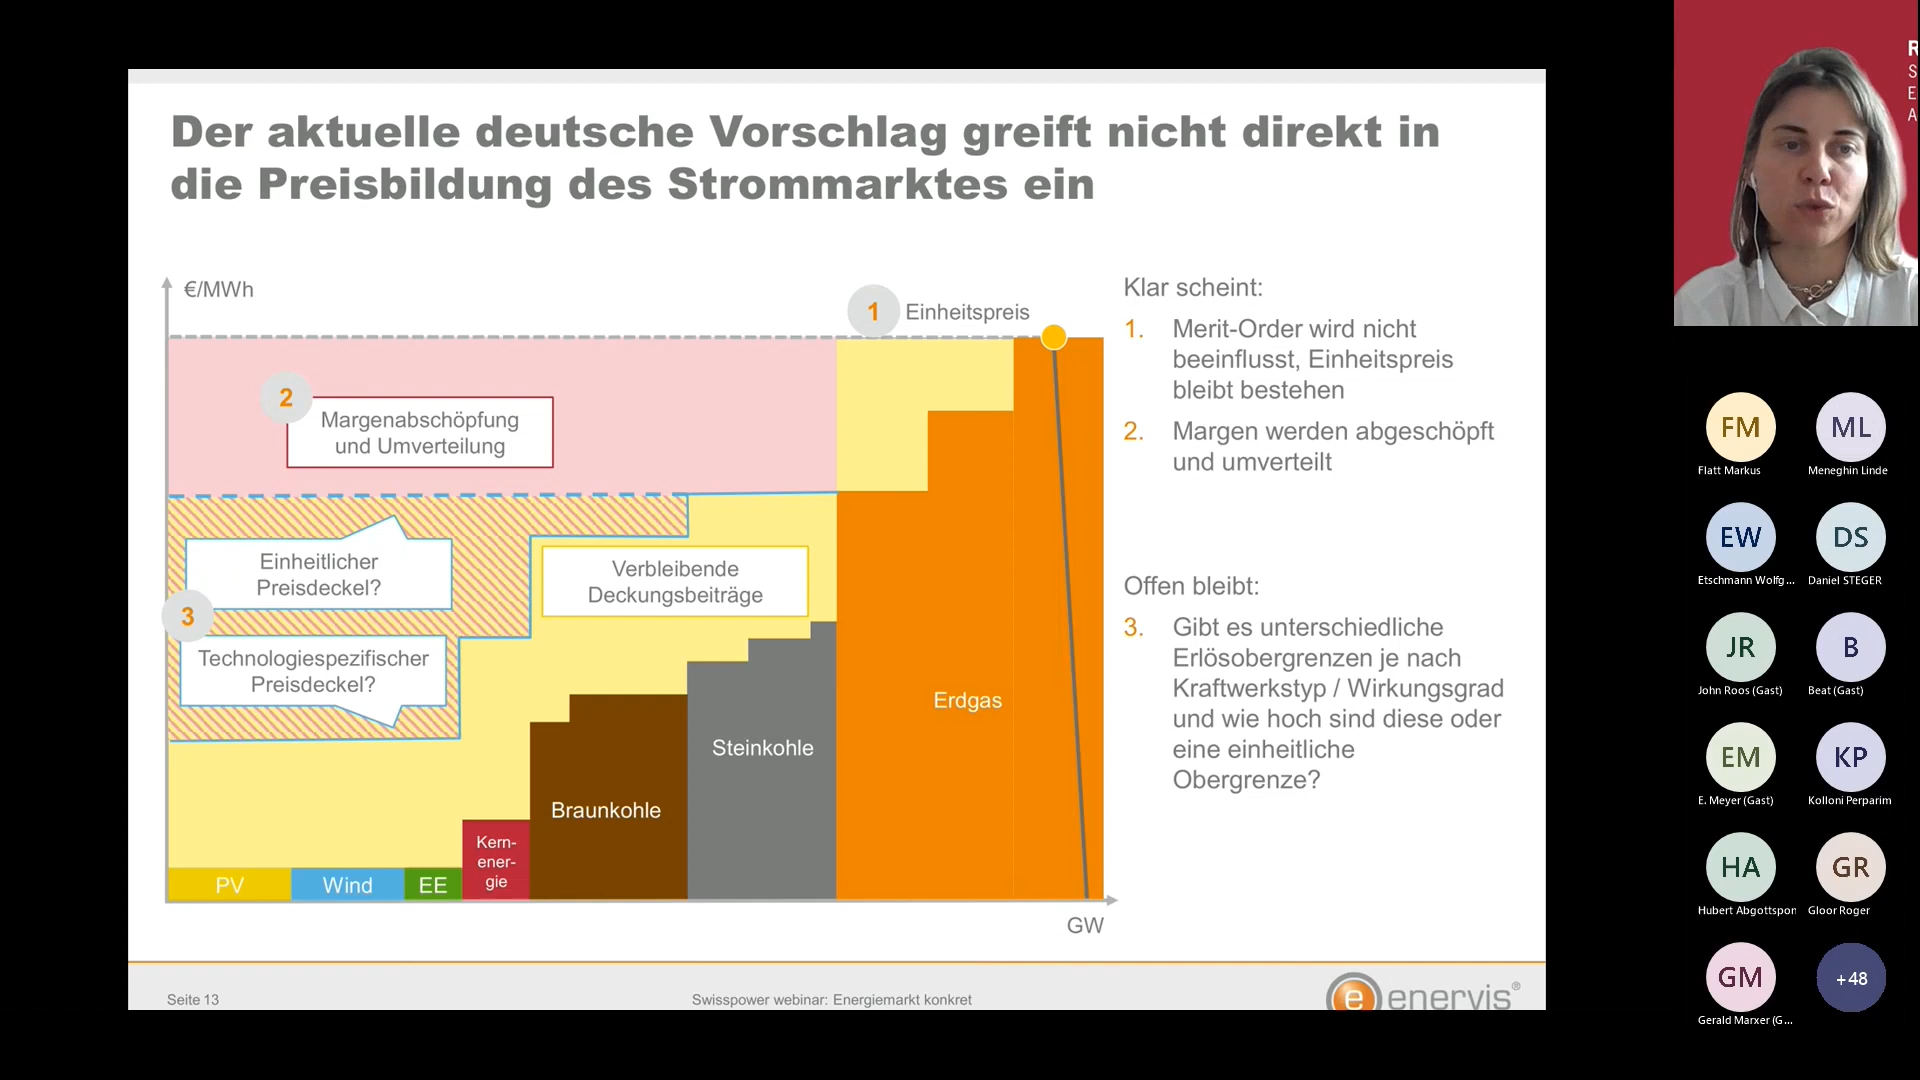 Der aktuelle deutsche Vorschlag greift nicht direkt in
die Preisbildung des Strommarktes ein
€/MWh
1
Einheitspreis
2
Margenabschöpfung
und Umverteilung
Einheitlicher
Preisdeckel?
3
Technologiespezifischer
Preisdeckel?
Verbleibende
Deckungsbeiträge
PV
Wind
EE
Kern-
ener-
gie
Braunkohle
Steinkohle
Erdgas
GW
Klar scheint:
1. Merit-Order wird nicht
beeinflusst, Einheitspreis
bleibt bestehen
2. Margen werden abgeschöpft
und umverteilt
Offen bleibt:
3. Gibt es unterschiedliche
Erlösobergrenzen je nach
Kraftwerkstyp / Wirkungsgrad
und wie hoch sind diese oder
eine einheitliche
Obergrenze?
Seite 13
Swisspower webinar: Energiemarkt konkret
e enervis®
R
S
E
A
FM
Flatt Markus
ML
Meneghin Linde
EW
Etschmann Wolfg...
DS
Daniel STEGER
JR
John Roos (Gast)
B
Beat (Gast)
EM
E. Meyer (Gast)
KP
Kolloni Perparim
HA
Hubert Abgottspon
GR
Gloor Roger
GM
Gerald Marxer (G...
+48